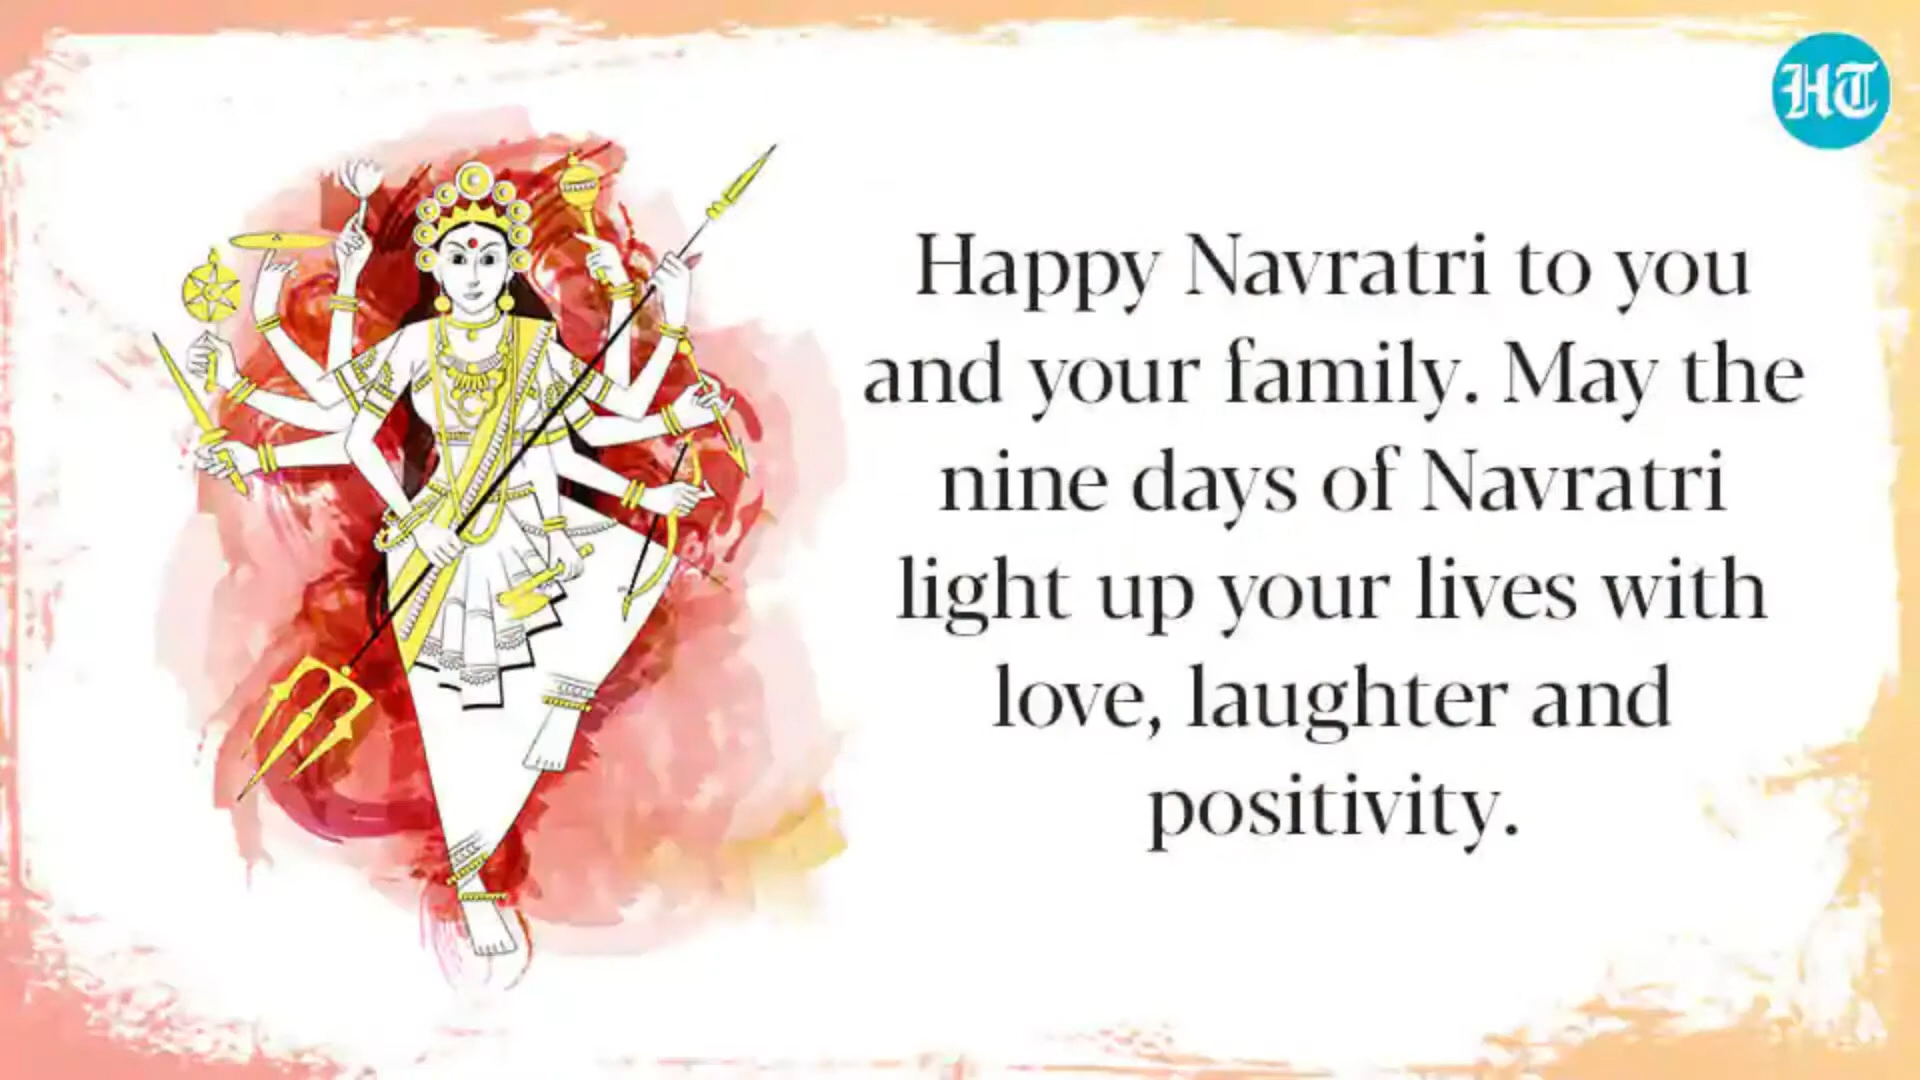 HT
Happy Navratri to you
and your family. May the
nine days of Navratri
light up your lives with
love, laughter and
positivity.